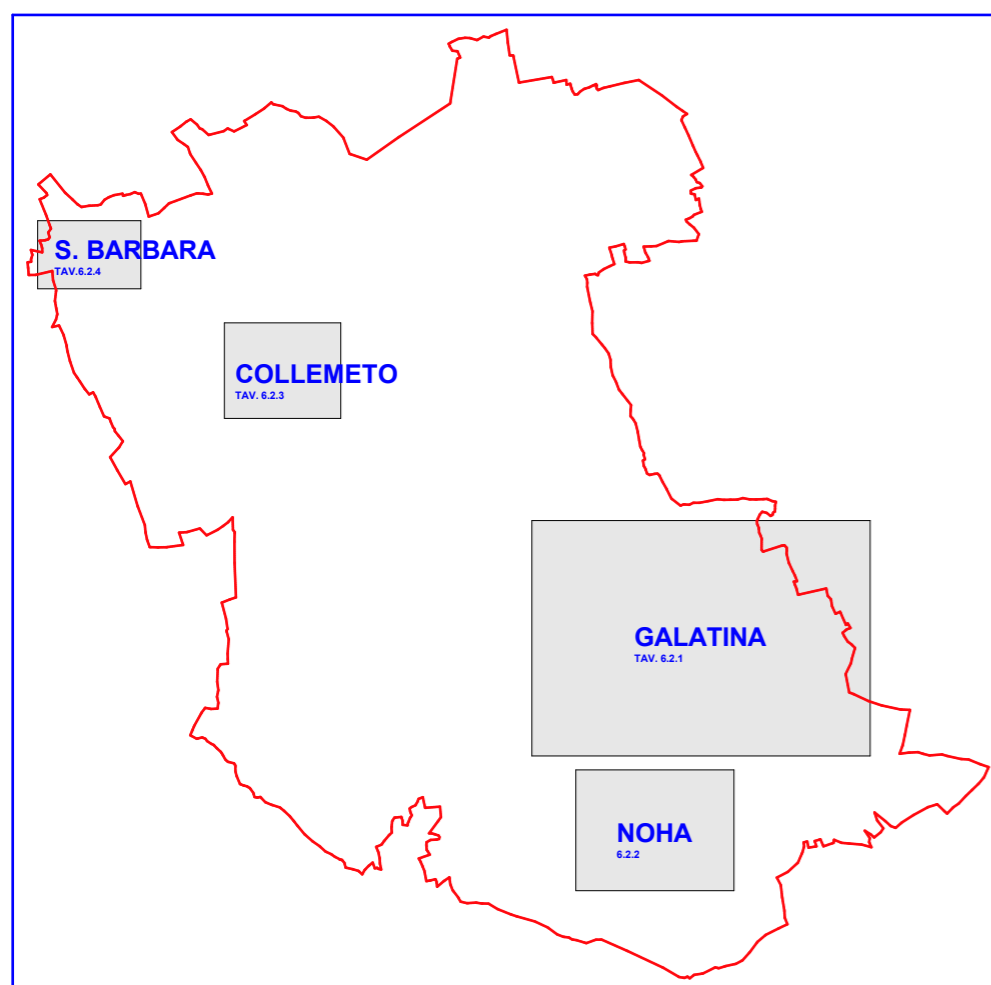 S. BARBARA
TAV.6.2.4
COLLEMETO
TAV. 6.2.3
GALATINA
TAV. 6.2.1
NOHA
6.2.2